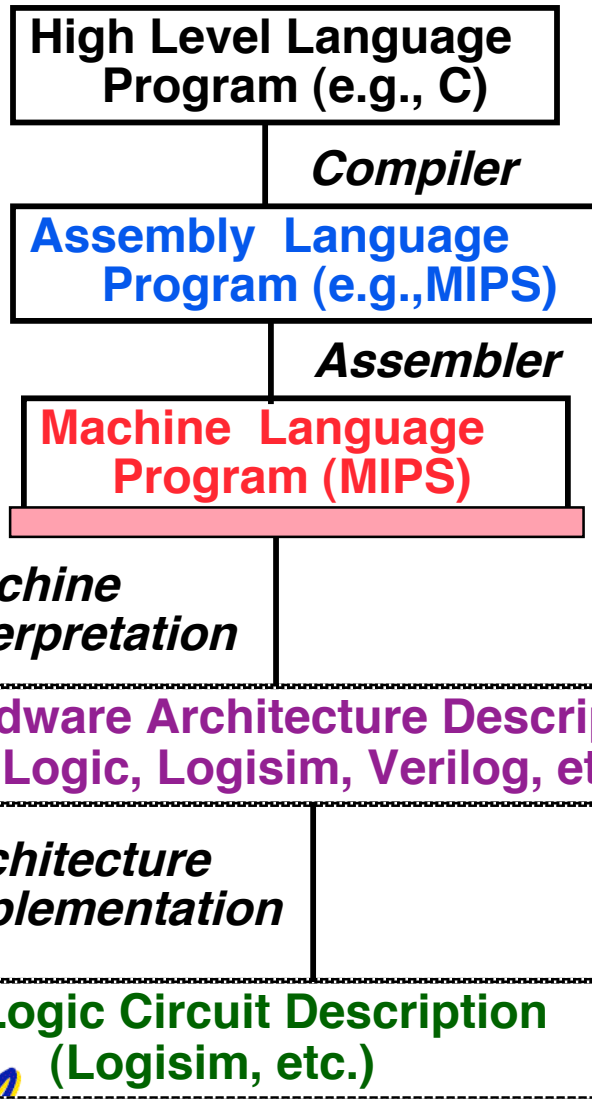 High Level Language
Program (e.g., C)
Compiler
Assembly Language
Program (e.g.,MIPS)
Assembler
Machine Language
Program (MIPS)
chine
erpretation
dware Architecture Descrip
Logic, Logisim, Verilog, et
chitecture
plementation
Logic Circuit Description
(Logisim, etc.)